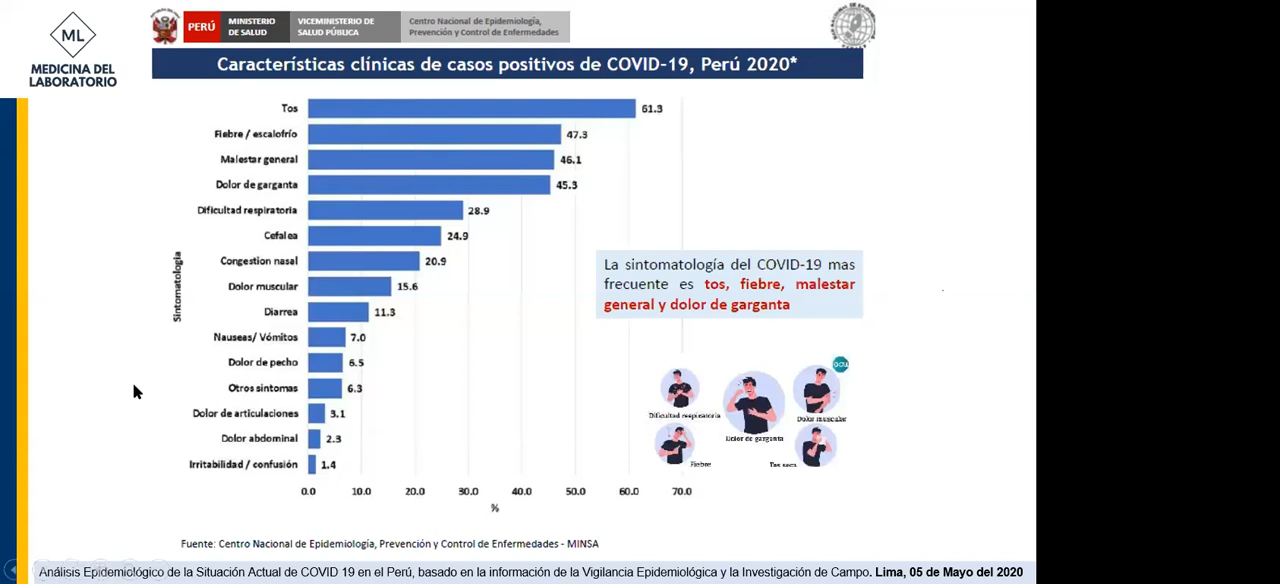 ML
MEDICINA DEL
LABORATORIO
PERÚ
MINISTERIO
DE SALUD
VICEMINISTERIO DE
SALUD PÚBLICA
Centro Nacional de Epidemiología,
Prevención y Control de Enfermedades
Características clínicas de casos positivos de COVID-19, Perú 2020*
Sintomatologia
Tos 61.3
Fiebre / escalofrío 47.3
Malestar general 46.1
Dolor de garganta 45.3
Dificultad respiratoria 28.9
Cefalea 24.9
Congestion nasal 20.9
Dolor muscular 15.6
Diarrea 11.3
Nauseas/ Vómitos 7.0
Dolor de pecho 6.5
Otros sintomas 6.3
Dolor de articulaciones 3.1
Dolor abdominal 2.3
Irritabilidad / confusión 1.4
0.0 10.0 20.0 30.0 40.0 50.0 60.0 70.0
%
La sintomatología del COVID-19 mas
frecuente es tos, fiebre, malestar
general y dolor de garganta
Dificultad respiratoria
Dolor de garganta
Dolor muscular
Fiebre
Tos seca
Fuente: Centro Nacional de Epidemiología, Prevención y Control de Enfermedades - MINSA
Análisis Epidemiológico de la Situación Actual de COVID 19 en el Perú, basado en la información de la Vigilancia Epidemiológica y la Investigación de Campo. Lima, 05 de Mayo del 2020